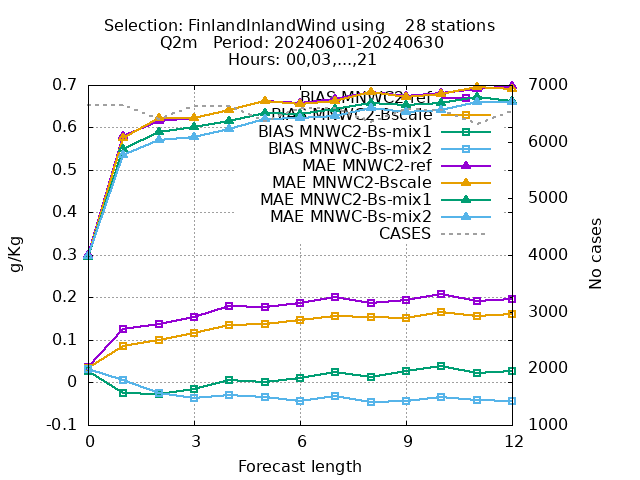 Selection: FinlandInlandWind using    28 stations
Q2m   Period: 20240601-20240630
Hours: 00,03,...,21
0.7
0.6
0.5
0.4
0.3
0.2
0.1
0
-0.1
g/Kg
7000
6000
5000
4000
3000
2000
1000
No cases
BIAS MNWC2-ref
BIAS MNWC2-Bscale
BIAS MNWC2-Bs-mix1
BIAS MNWC-Bs-mix2
MAE MNWC2-ref
MAE MNWC2-Bscale
MAE MNWC2-Bs-mix1
MAE MNWC-Bs-mix2
CASES
0 3 6 9 12
Forecast length